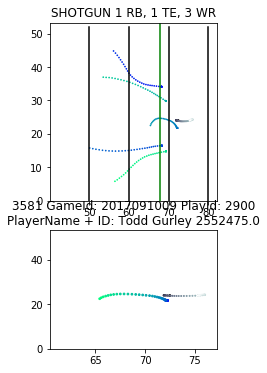 SHOTGUN 1 RB, 1 TE, 3 WR
50
40
30
20
10
0
50 60 70 80
3581 GameId: 2017091009 PlayId: 2900
PlayerName + ID: Todd Gurley 2552475.0
40
20
0
65 70 75